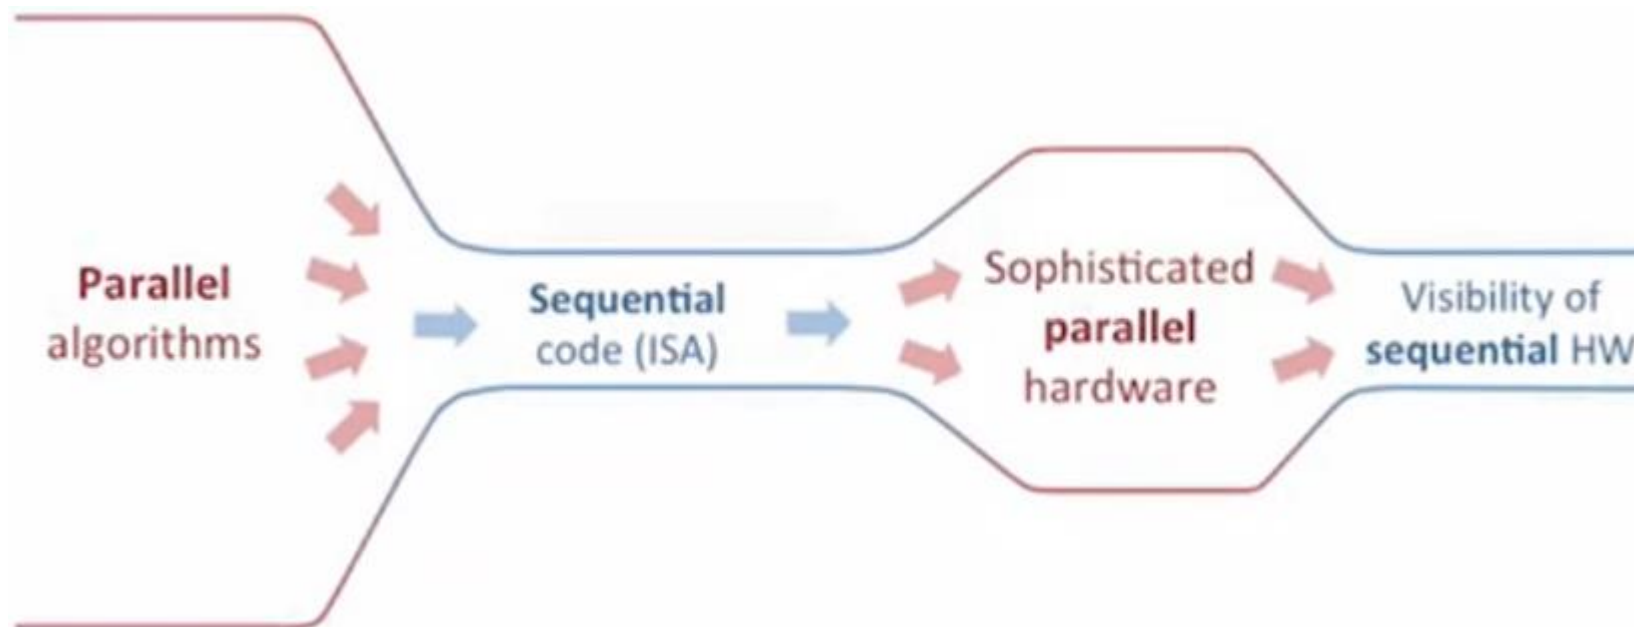 Parallel
algorithms
Sequential
code (ISA)
Sophisticated
parallel
hardware
Visibility of
sequential HW